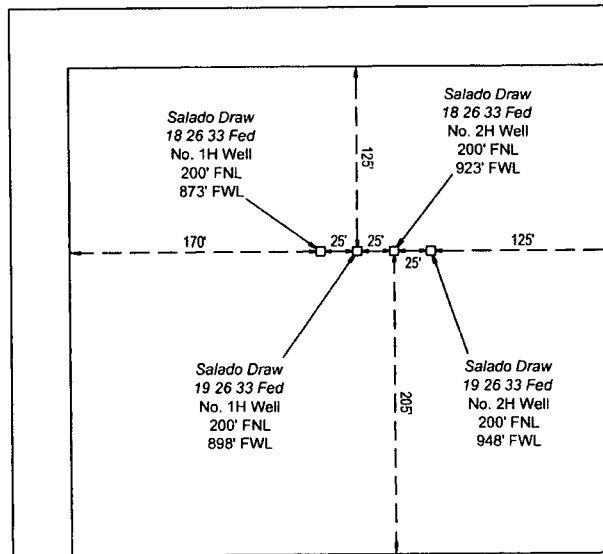 Salado Draw
18 26 33 Fed
No. 1H Well
200' FNL
873' FWL
Salado Draw
18 26 33 Fed
No. 2H Well
200' FNL
923' FWL
125'
170'
25'
25'
25'
125'
205'
Salado Draw
19 26 33 Fed
No. 1H Well
200' FNL
898' FWL
Salado Draw
19 26 33 Fed
No. 2H Well
200' FNL
948' FWL